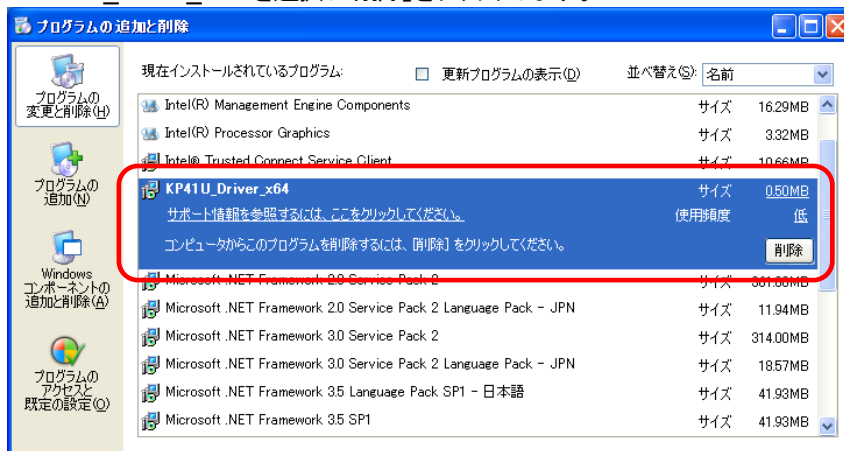 プログラムの追加と削除
プログラムの
変更と削除(H)
プログラムの
追加(N)
Windows
コンポーネントの
追加と削除(A)
プログラムの
アクセスと
既定の設定(O)
現在インストールされているプログラム:
更新プログラムの表示(D)
並べ替え(S): 名前
Intel(R) Management Engine Components サイズ 16.29MB
Intel(R) Processor Graphics サイズ 3.32MB
Intel® Trusted Connect Service Client サイズ 10.66MB
KP41U_Driver_x64 サイズ 0.50MB
サポート情報を参照するには、ここをクリックしてください。 使用頻度 低
コンピュータからこのプログラムを削除するには、[削除] をクリックしてください。 削除
Microsoft .NET Framework 2.0 Service Pack 2 サイズ
Microsoft .NET Framework 2.0 Service Pack 2 Language Pack - JPN サイズ 11.94MB
Microsoft .NET Framework 3.0 Service Pack 2 サイズ 314.00MB
Microsoft .NET Framework 3.0 Service Pack 2 Language Pack - JPN サイズ 18.57MB
Microsoft .NET Framework 3.5 Language Pack SP1 - 日本語 サイズ 41.93MB
Microsoft .NET Framework 3.5 SP1 サイズ 41.93MB